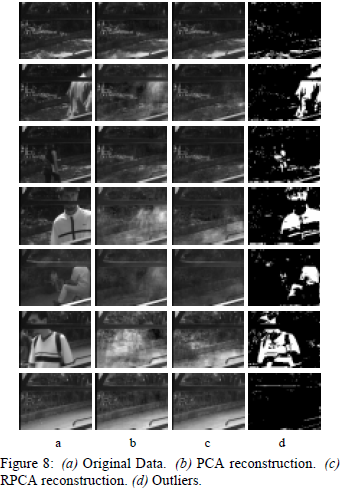 a b c d
Figure 8: (a) Original Data. (b) PCA reconstruction. (c)
RPCA reconstruction. (d) Outliers.